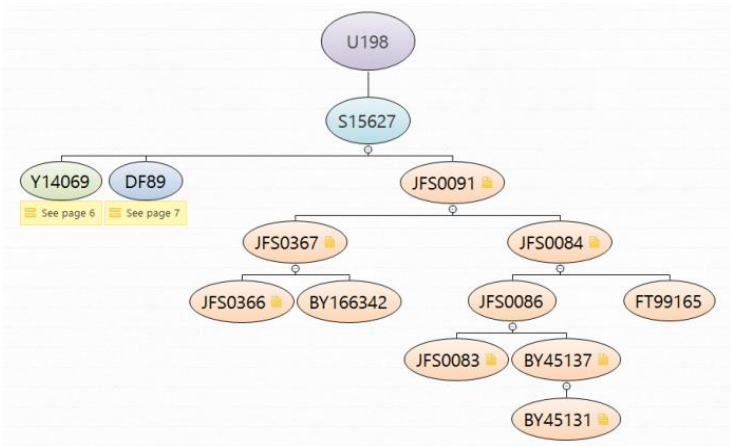 U198
S15627
Y14069
DF89
JFS0091
See page 6
See page 7
JFS0367
JFS0084
JFS0366
BY166342
JFS0086
FT99165
JFS0083
BY45137
BY45131